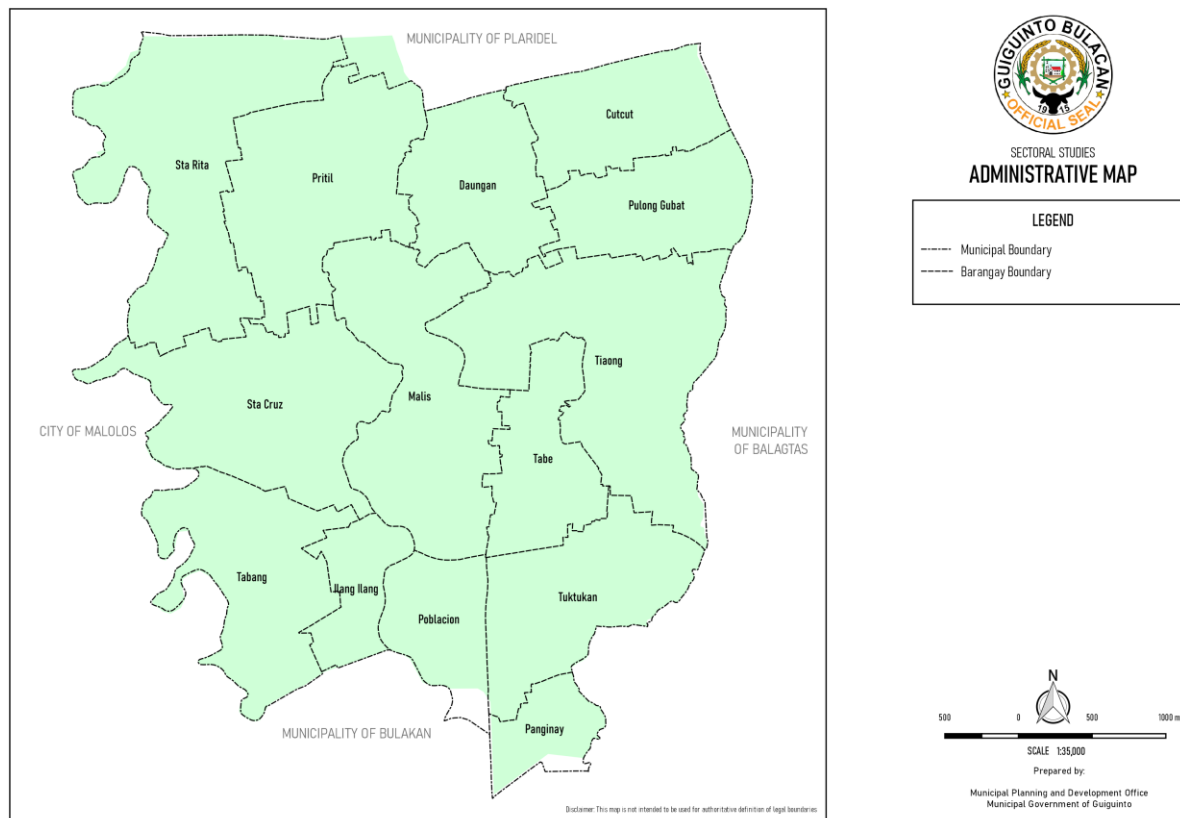 MUNICIPALITY OF PLARIDEL
Cutcut
Sta Rita
Pritil
Daungan
Pulong Gubat
Tiaong
Malis
Sta Cruz
CITY OF MALOLOS
MUNICIPALITY
OF BALAGTAS
Tabe
Tabang
Ilang Ilang
Poblacion
Tuktukan
Panginay
MUNICIPALITY OF BULAKAN
Disclaimer: This map is not intended to be used for authoritative definition of legal boundaries
GUIGUINTO BULACAN
1915
OFFICIAL SEAL
SECTORAL STUDIES
ADMINISTRATIVE MAP
LEGEND
Municipal Boundary
Barangay Boundary
N
500 0 500 1000 m
SCALE 1:35,000
Prepared by:
Municipal Planning and Development Office
Municipal Government of Guiguinto